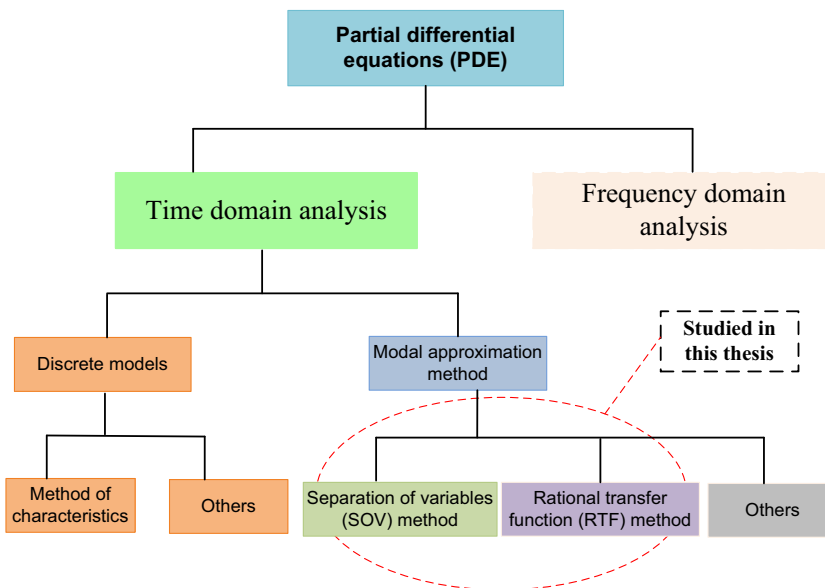 Partial differential
equations (PDE)
Time domain analysis
Frequency domain
analysis
Studied in
this thesis
Discrete models
Modal approximation
method
Method of
characteristics
Others
Separation of variables
(SOV) method
Rational transfer
function (RTF) method
Others